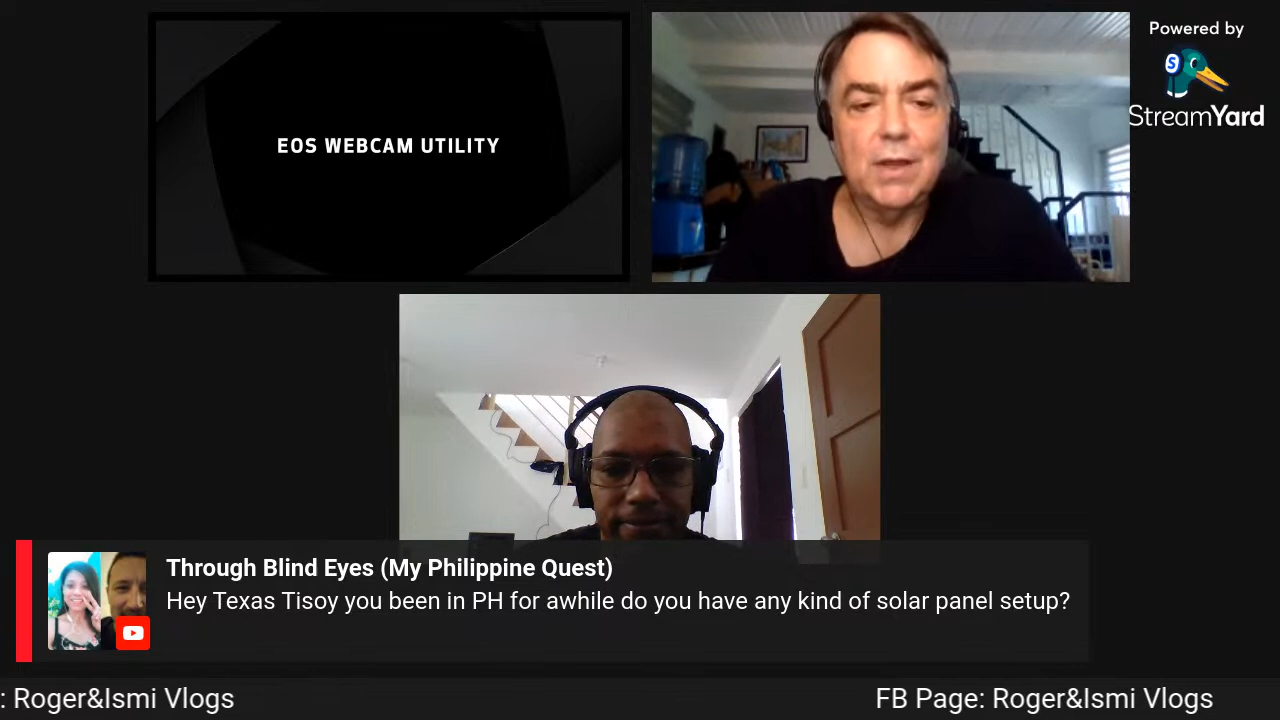 Powered by
S
StreamYard
EOS WEBCAM UTILITY
Through Blind Eyes (My Philippine Quest)
Hey Texas Tisoy you been in PH for awhile do you have any kind of solar panel setup?
: Roger&Ismi Vlogs
FB Page: Roger&Ismi Vlogs